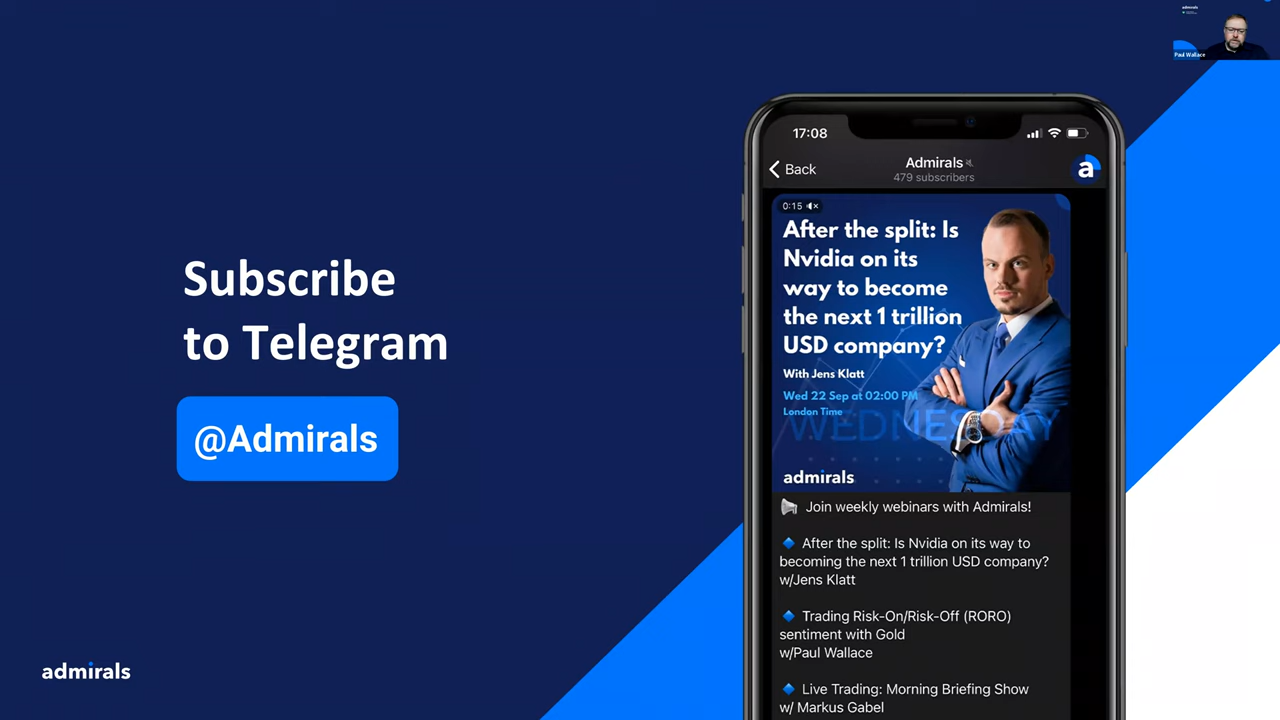 admirals
Paul Wallace
Subscribe
to Telegram
@Admirals
admirals
17:08
Back
Admirals
479 subscribers
a
0:15
After the split: Is
Nvidia on its
way to become
the next 1 trillion
USD company?
With Jens Klatt
Wed 22 Sep at 02:00 PM
London Time
WEDNESDAY
admirals
Join weekly webinars with Admirals!
After the split: Is Nvidia on its way to
becoming the next 1 trillion USD company?
w/Jens Klatt
Trading Risk-On/Risk-Off (RORO)
sentiment with Gold
w/Paul Wallace
Live Trading: Morning Briefing Show
w/ Markus Gabel